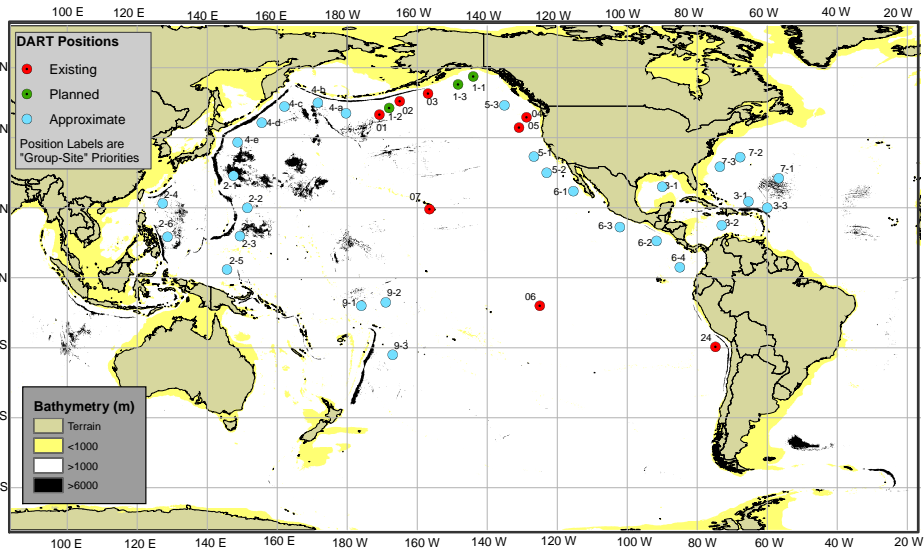 100 E 120 E 140 E 160 E 180 W 160 W 140 W 120 W 100 W 80 W 60 W 40 W 20 W
DART Positions
Existing
Planned
Approximate
Position Labels are
"Group-Site" Priorities
N
N
N
N
S
S
S
4-b
4-c
4-a
4-d
4-e
1-2
02
01
03
1-3
1-1
5-3
04
05
5-1
5-2
6-1
7-2
7-3
7-1
3-1
3-1
3-3
3-2
2-1
2-4
2-2
2-6
2-3
2-5
07
6-3
6-2
6-4
9-1
9-2
06
9-3
24
Bathymetry (m)
Terrain
<1000
>1000
>6000
100 E 120 E 140 E 160 E 180 W 160 W 140 W 120 W 100 W 80 W 60 W 40 W 20 W